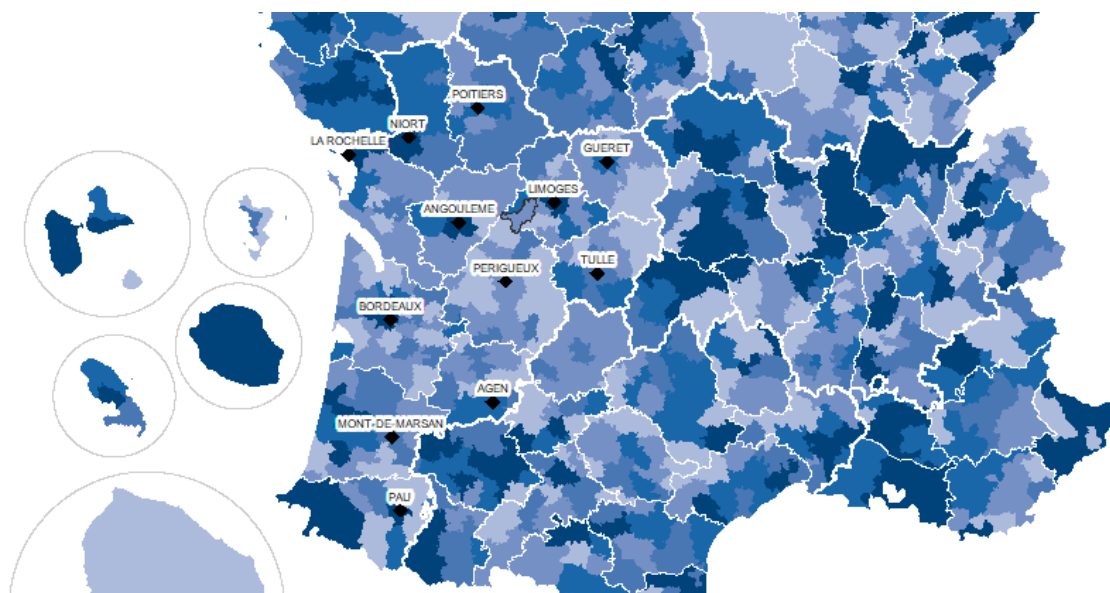 POITIERS
NIORT
LA ROCHELLE
GUERET
LIMOGES
ANGOULEME
PERIGUEUX
TULLE
BORDEAUX
AGEN
MONT-DE-MARSAN
PAU